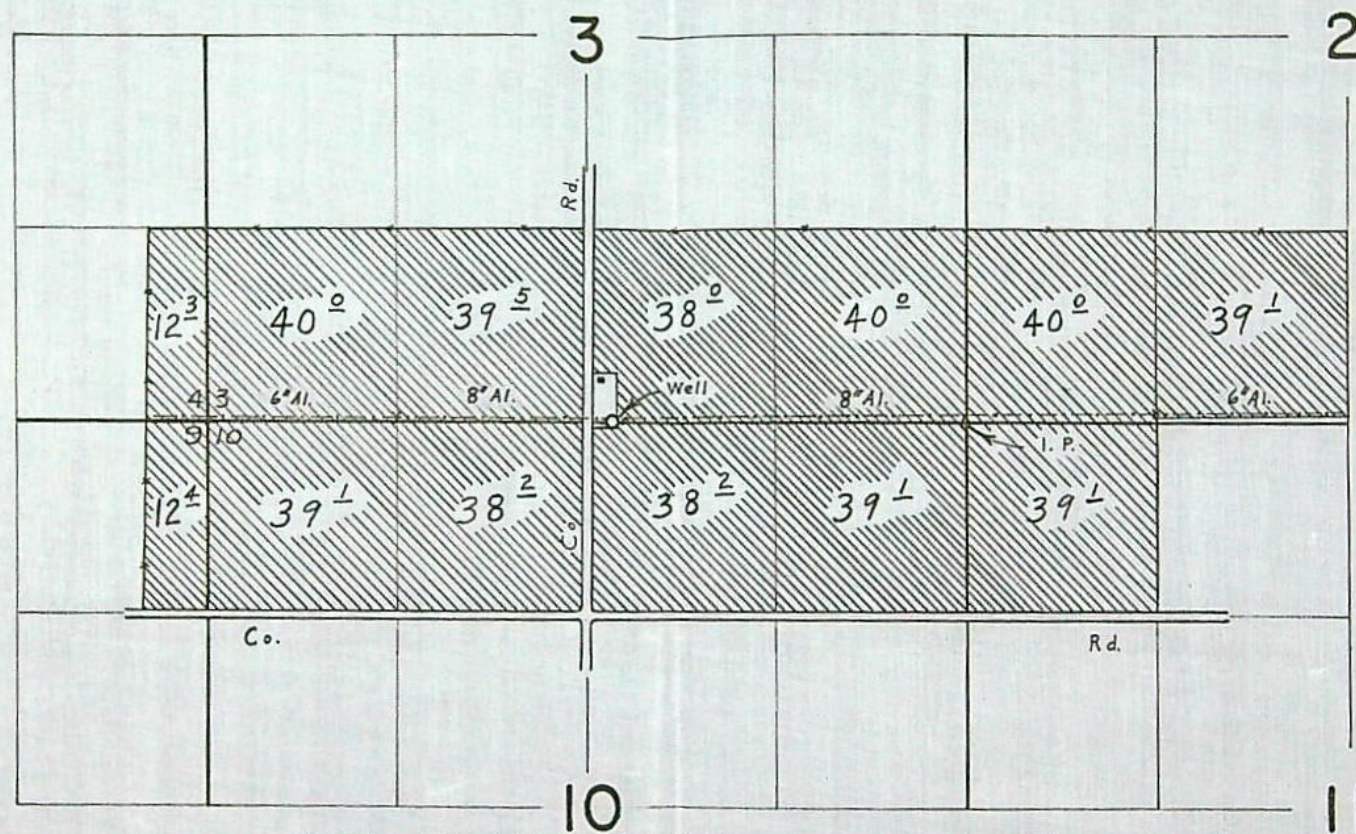 3 2
Rd.
12 3 40 0 39 5 38 0 40 0 40 0 39 1
Well
4 3 6" Al. 8" Al. 8" Al. 6" Al.
9 10
I. P.
12 4 39 1 38 2 38 2 39 1 39 1
Co.
Co. Rd.
10 1